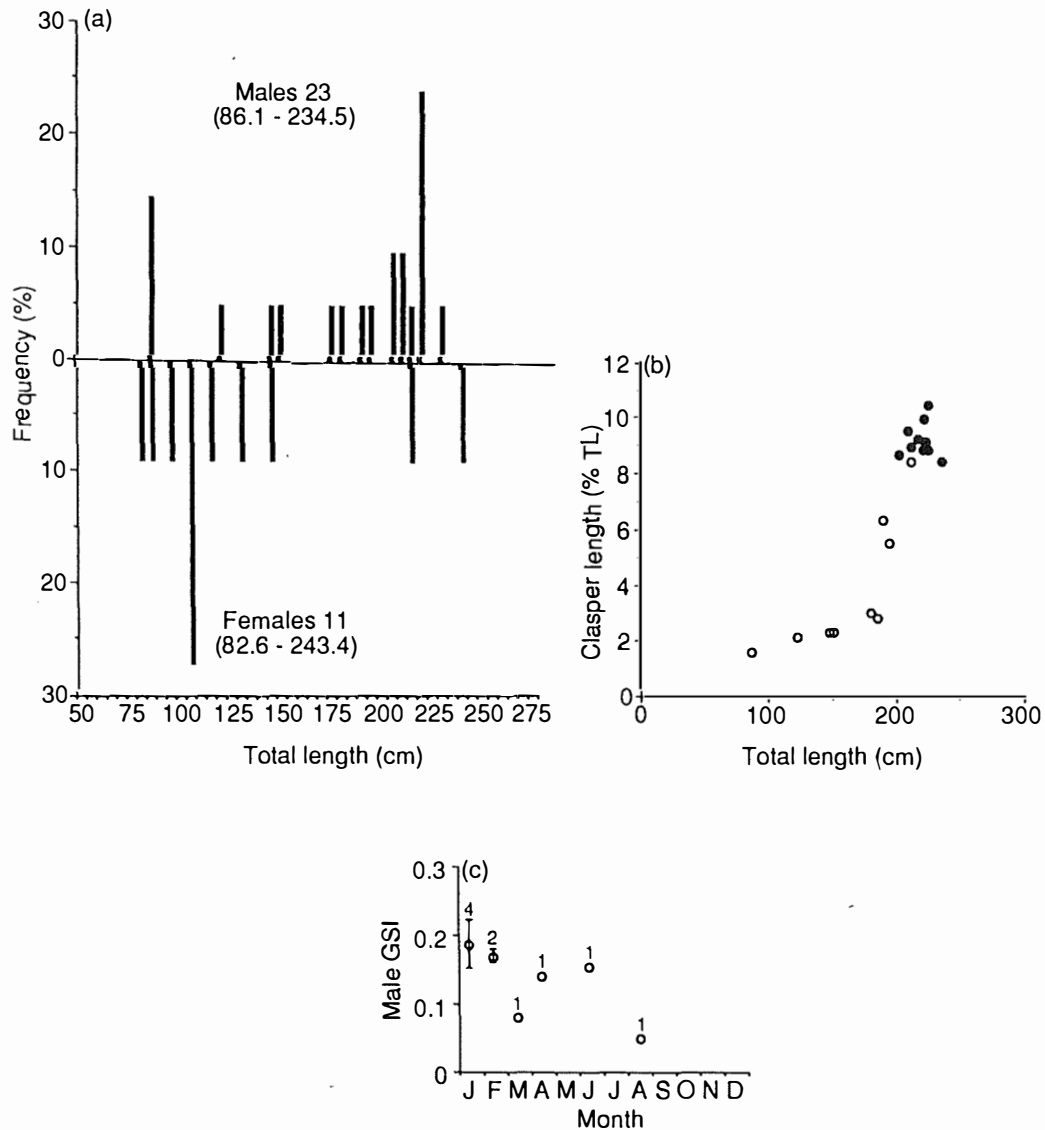 (a)
30
20
10
0
10
20
30
Frequency (%)
Males 23
(86.1 - 234.5)
Females 11
(82.6 - 243.4)
50 75 100 125 150 175 200 225 250 275
Total length (cm)
(b)
12
10
8
6
4
2
0
Clasper length (% TL)
0 100 200 300
Total length (cm)
(c)
0.3
0.2
0.1
0
Male GSI
4
2
1
1
1
1
J F M A M J J A S O N D
Month